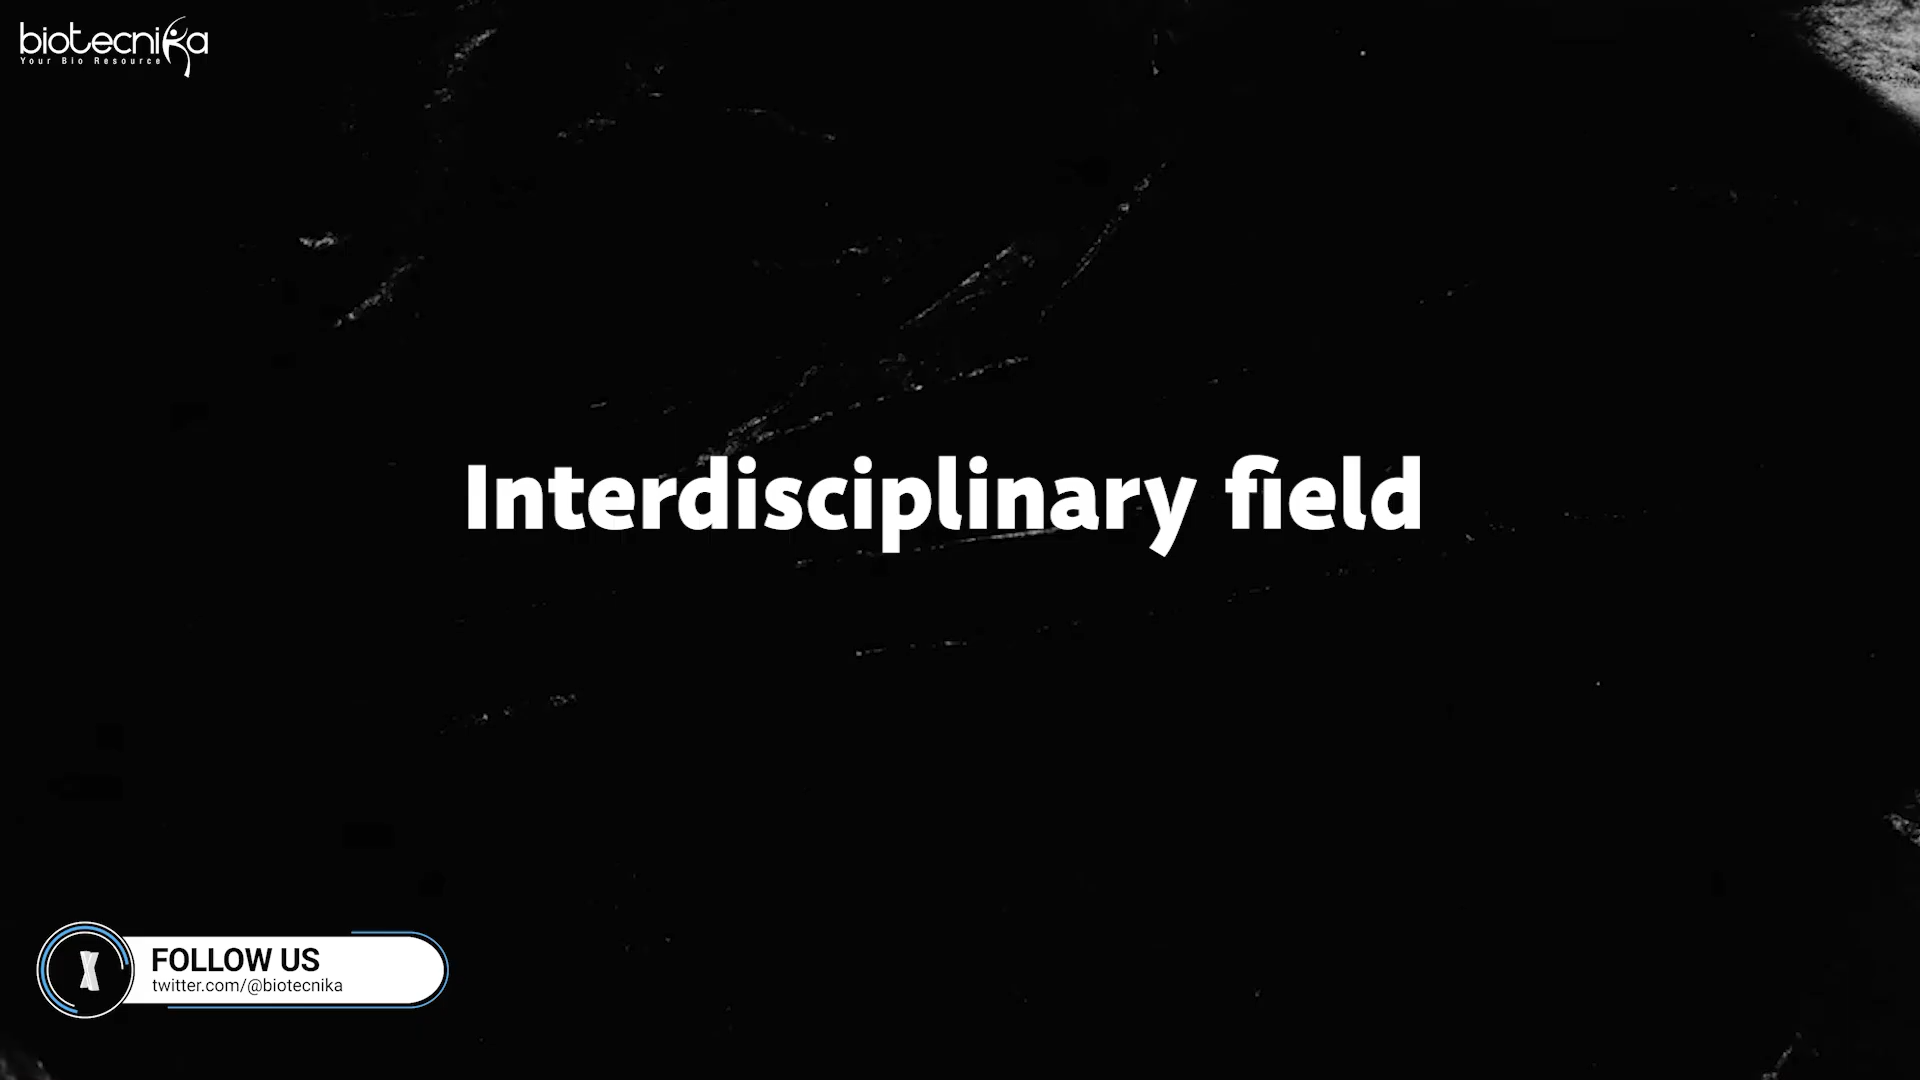 biotecnika
Your Bio Resource
Interdisciplinary field
FOLLOW US
twitter.com/@biotecnika